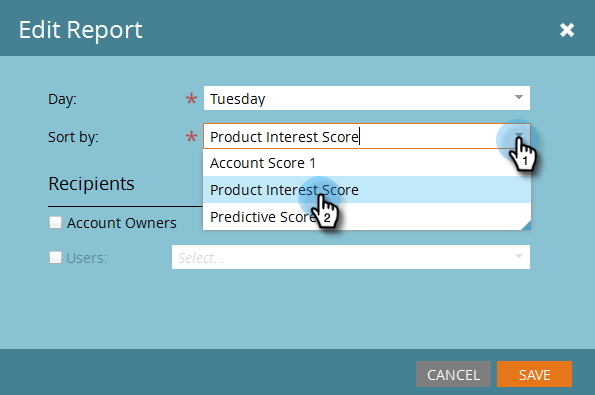 Edit Report
Day: * Tuesday
Sort by: * Product Interest Score
Account Score 1
1
Product Interest Score
Recipients
Predictive Score
2
Account Owners
Users: Select...
CANCEL SAVE